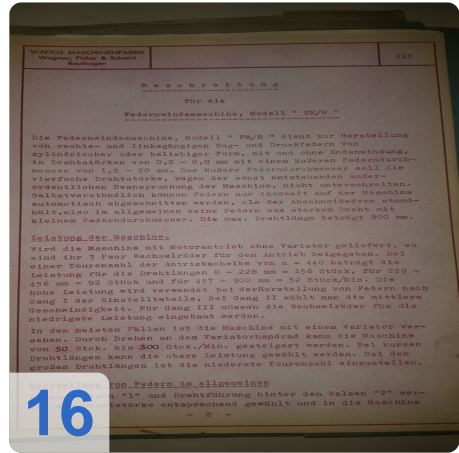 WAFIOS MASCHINENFABRIK
Wagner, Ficker & Schmid
Reutlingen
215
Beschreibung
für die
Federnwindemaschine, Modell " FM/0 "
Die Federnwindemaschine, Modell " FM/0 " dient zur Herstellung
von rechts- und linksgängigen Zug- und Druckfedern von
zylindrischer oder beliebiger Form, mit und ohne Endwindung,
in Drahtstärken von 0,2 - 0,8 mm mit einem äußeren Federndurch-
messer von 1,5 - 20 mm. Der äußere Federndurchmesser soll die
vierfache Drahtstärke, wegen der sonst entstehenden außer-
ordentlichen Beanspruchung der Maschine, nicht unterschreiten.
Selbstverständlich können Federn nur insoweit auf der Maschine
automatisch abgeschnitten werden, als der Abschneidedorn stand-
hält, also im allgemeinen keine Federn aus starkem Draht mit
kleinem Federndurchmesser. Die max. Drahtlänge beträgt 900 mm.
Leistung der Maschine
Wird die Maschine mit Motorantrieb ohne Variator geliefert, so
sind ihr 3 Paar Wechselräder für den Antrieb beigegeben. Bei
einer Tourenzahl der Antriebscheibe von n = 440 beträgt die
Leistung für die Drahtlängen 0 - 228 mm = 156 Stück, für 229 -
456 mm = 92 Stück und für 457 - 900 mm = 52 Stück/Min. Die
hohe Leistung wird verwendet bei der Herstellung von Federn nach
Gang I der Einstelltabelle. Bei Gang II wählt man die mittlere
Geschwindigkeit. Für Gang III müssen die Wechselräder für die
niedrigste Leistung eingebaut werden.
In den meisten Fällen ist die Maschine mit einem Variator ver-
sehen. Durch Drehen am Variatorhandrad kann die Maschine
von 50 Stck. bis 300 Stck./Min. gesteigert werden. Bei kurzen
Drahtlängen kann die obere Leistung gewählt werden. Bei den
großen Drahtlängen ist die niederste Tourenzahl einzustellen.
von Federn im allgemeinen
"1" und Drahtführung hinter den Walzen "2" wer-
entsprechend gewählt und in die Maschine
- 2 -
16